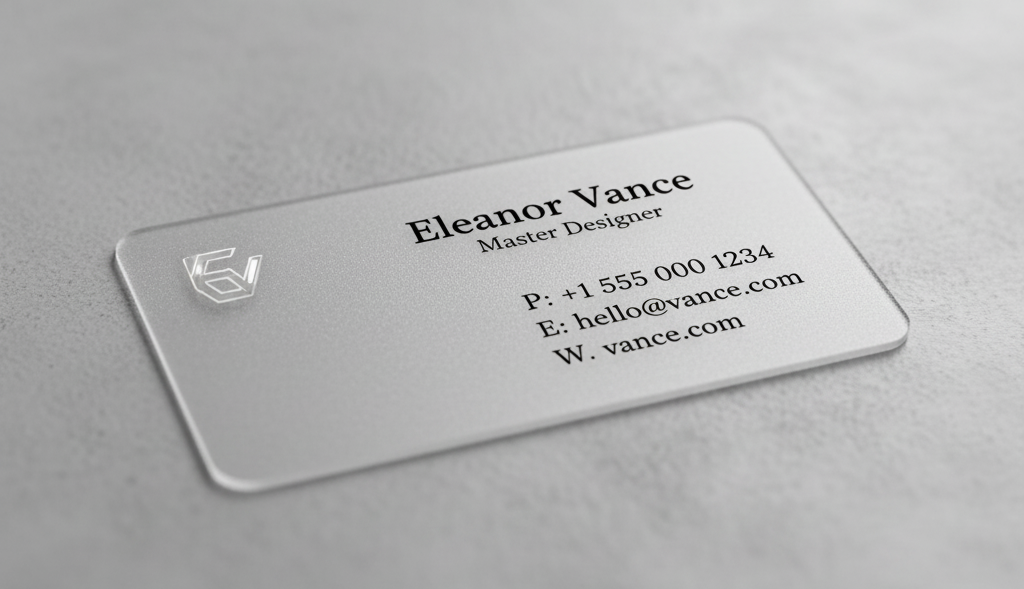 Eleanor Vance
Master Designer
P: +1 555 000 1234
E: hello@vance.com
W. vance.com